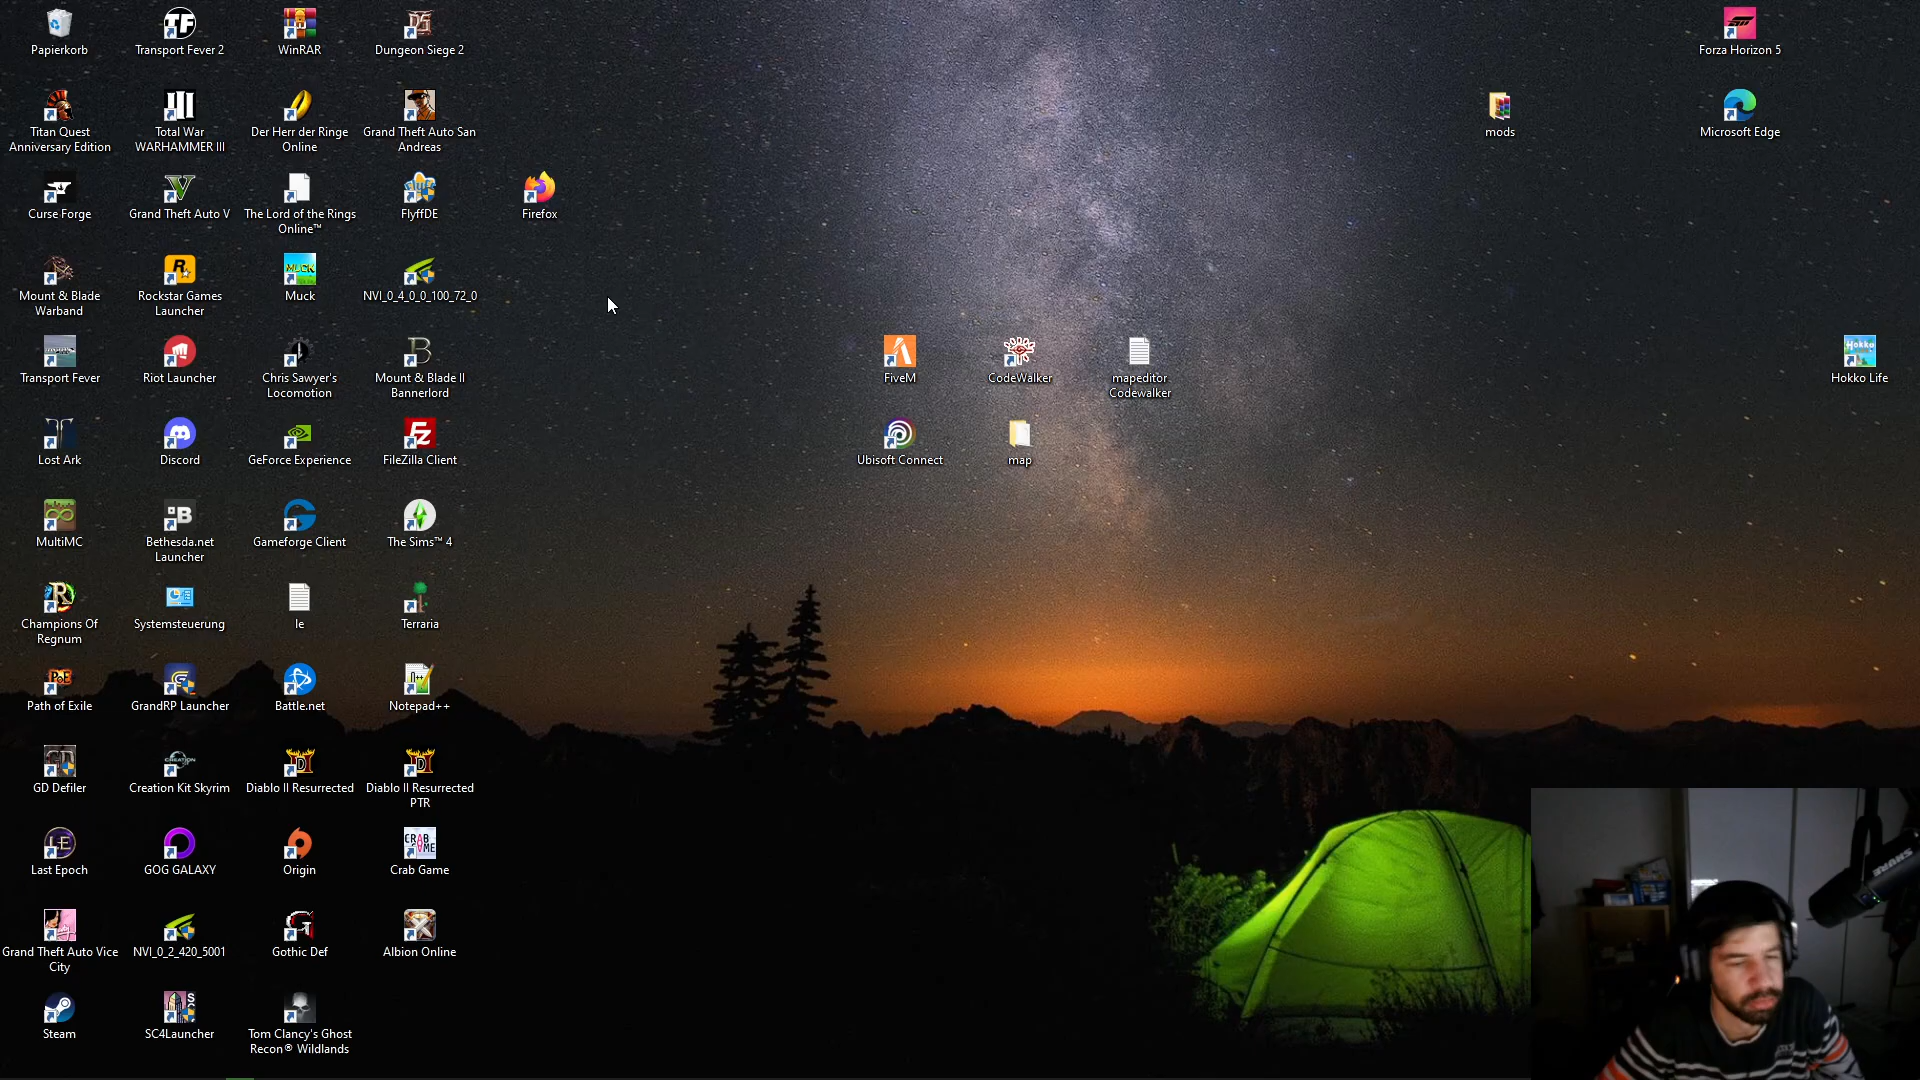 Papierkorb
Transport Fever 2
WinRAR
Dungeon Siege 2
Forza Horizon 5
Titan Quest
Anniversary Edition
Total War
WARHAMMER III
Der Herr der Ringe
Online
Grand Theft Auto San
Andreas
mods
Microsoft Edge
Curse Forge
Grand Theft Auto V
The Lord of the Rings
Online™
FlyffDE
Firefox
Mount & Blade
Warband
Rockstar Games
Launcher
Muck
NVI_0_4_0_0_100_72_0
Transport Fever
Riot Launcher
Chris Sawyer's
Locomotion
Mount & Blade II
Bannerlord
FiveM
CodeWalker
mapeditor
Codewalker
Hokko Life
Lost Ark
Discord
GeForce Experience
FileZilla Client
Ubisoft Connect
map
MultiMC
Bethesda.net
Launcher
Gameforge Client
The Sims™ 4
Champions Of
Regnum
Systemsteuerung
le
Terraria
Path of Exile
GrandRP Launcher
Battle.net
Notepad++
GD Defiler
Creation Kit Skyrim
Diablo II Resurrected
Diablo II Resurrected
PTR
Last Epoch
GOG GALAXY
Origin
Crab Game
Grand Theft Auto Vice
City
NVI_0_2_420_5001
Gothic Def
Albion Online
Steam
SC4Launcher
Tom Clancy's Ghost
Recon® Wildlands